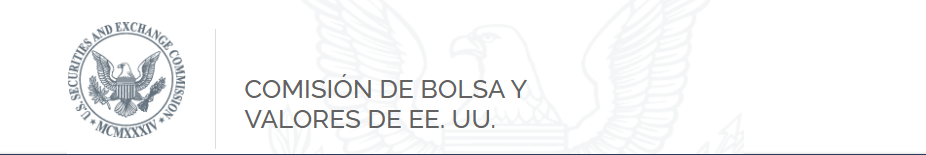 U.S. SECURITIES AND EXCHANGE COMMISSION
MCMXXXIV
COMISIÓN DE BOLSA Y
VALORES DE EE. UU.